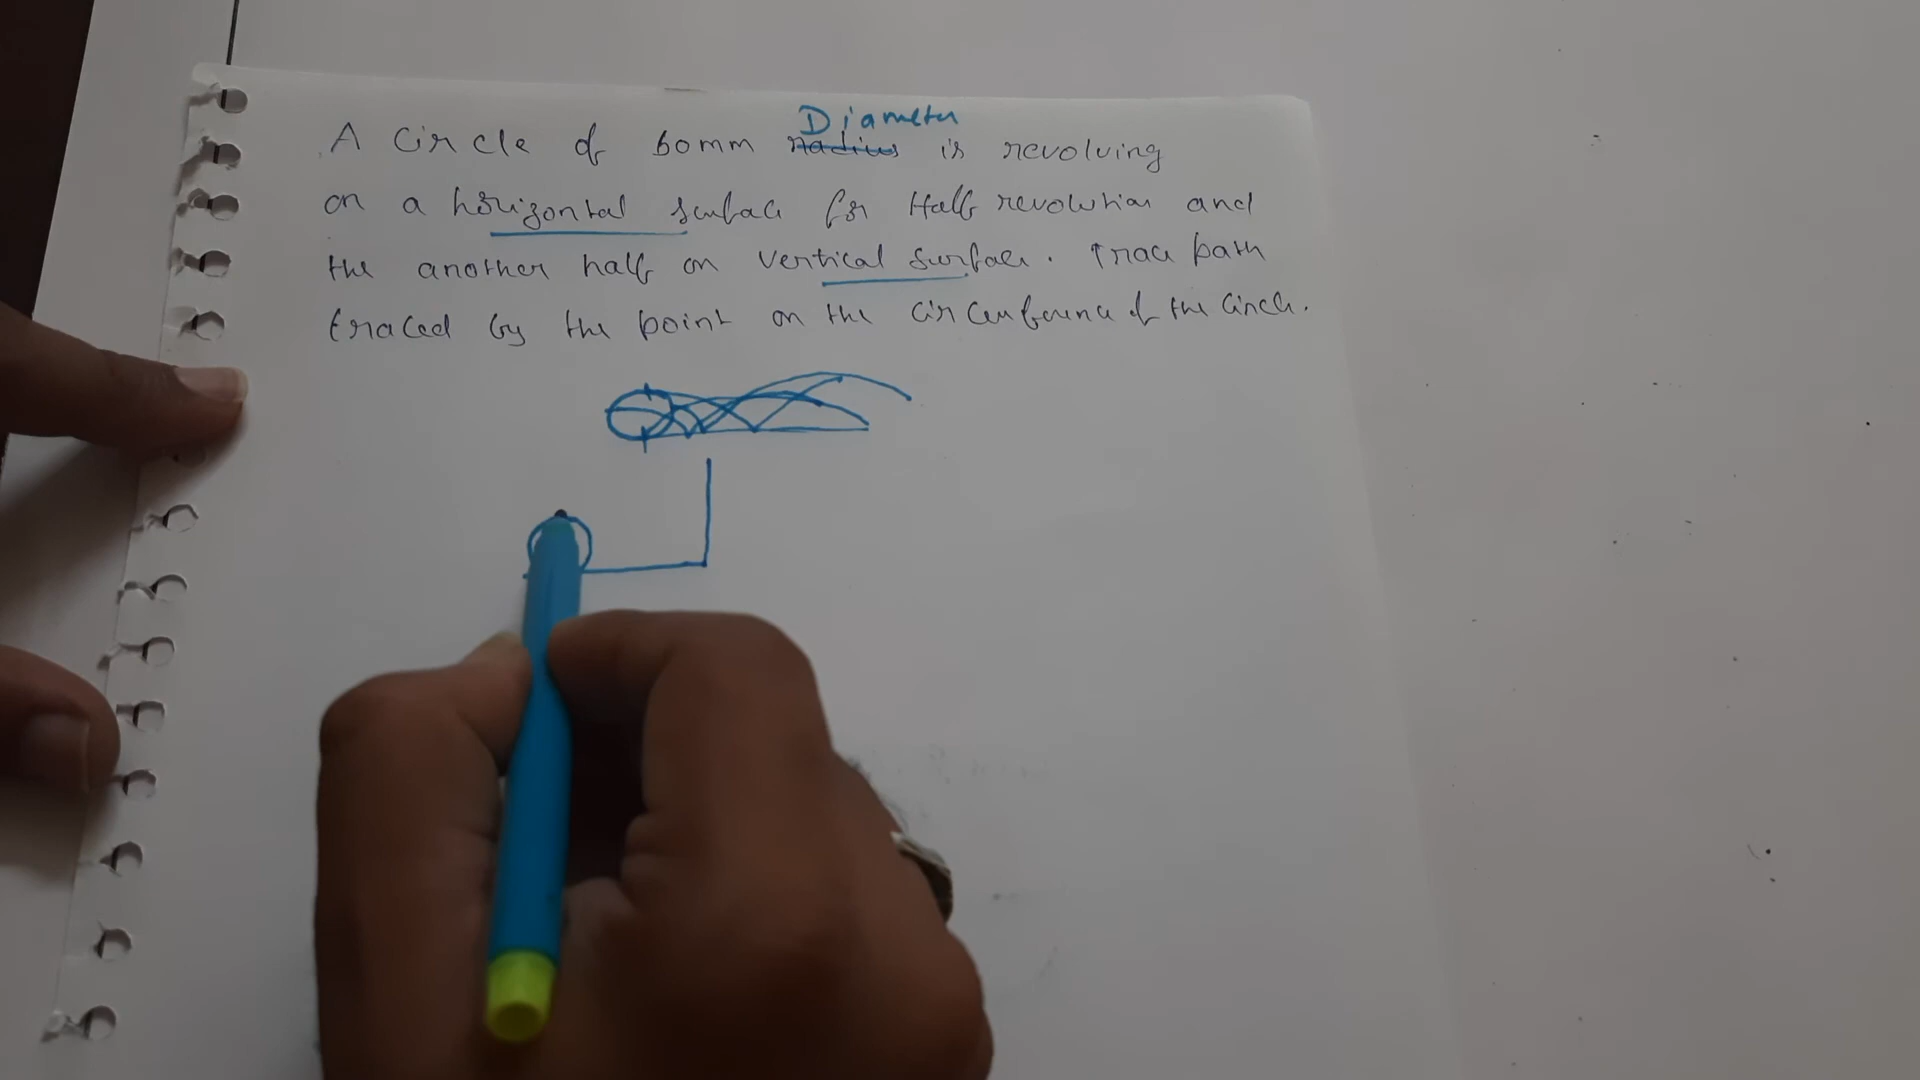 Diameter
A Circle of 60mm radius is revolving
on a horizontal surface for Half revolution and
the another half on vertical surface. Trace path
traced by the point on the circumference of the circle.